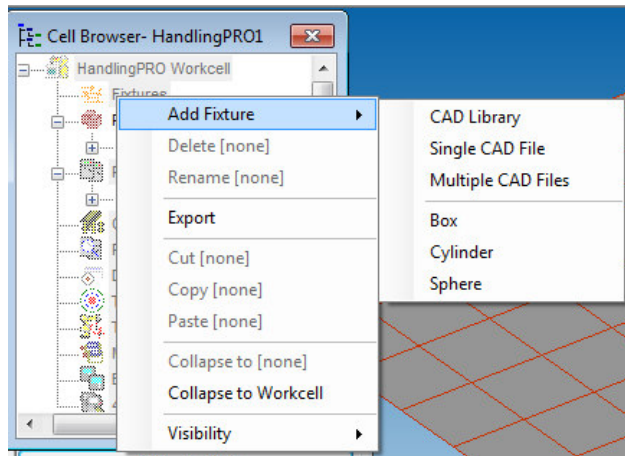 Cell Browser- HandlingPRO1
HandlingPRO Workcell
Fixtures
Add Fixture
Delete [none]
Rename [none]
Export
Cut [none]
Copy [none]
Paste [none]
Collapse to [none]
Collapse to Workcell
Visibility
CAD Library
Single CAD File
Multiple CAD Files
Box
Cylinder
Sphere